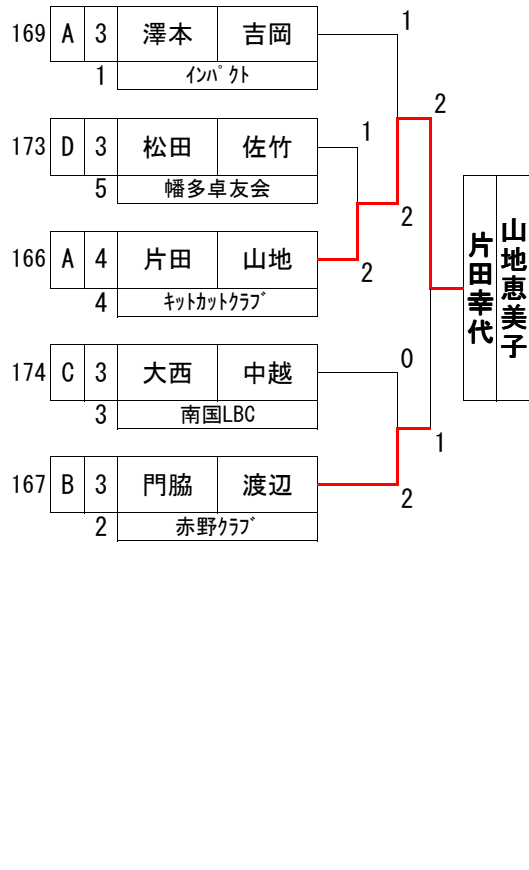 169 A 3 澤本 吉岡 1
1 インパクト
2
173 D 3 松田 佐竹 1
5 幡多卓友会
2
166 A 4 片田 山地 2
4 キットカットクラブ
山地恵美子
片田幸代
174 C 3 大西 中越 0
3 南国LBC
1
167 B 3 門脇 渡辺 2
2 赤野クラブ